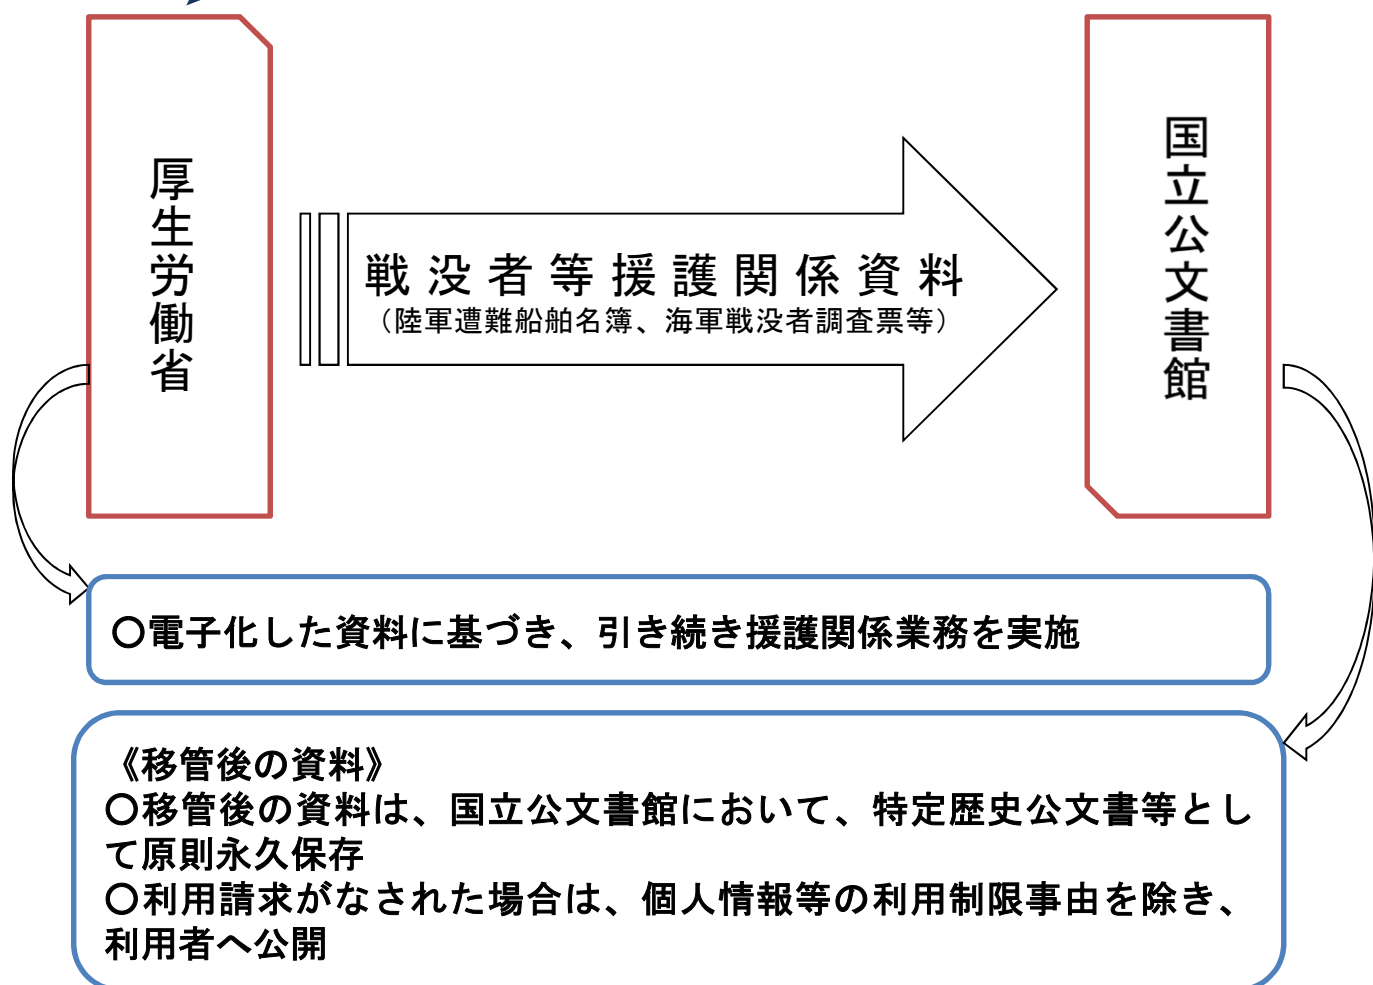 厚生労働省
戦没者等援護関係資料
（陸軍遭難船舶名簿、海軍戦没者調査票等）
国立公文書館
○電子化した資料に基づき、引き続き援護関係業務を実施
《移管後の資料》
○移管後の資料は、国立公文書館において、特定歴史公文書等とし
て原則永久保存
○利用請求がなされた場合は、個人情報等の利用制限事由を除き、
利用者へ公開